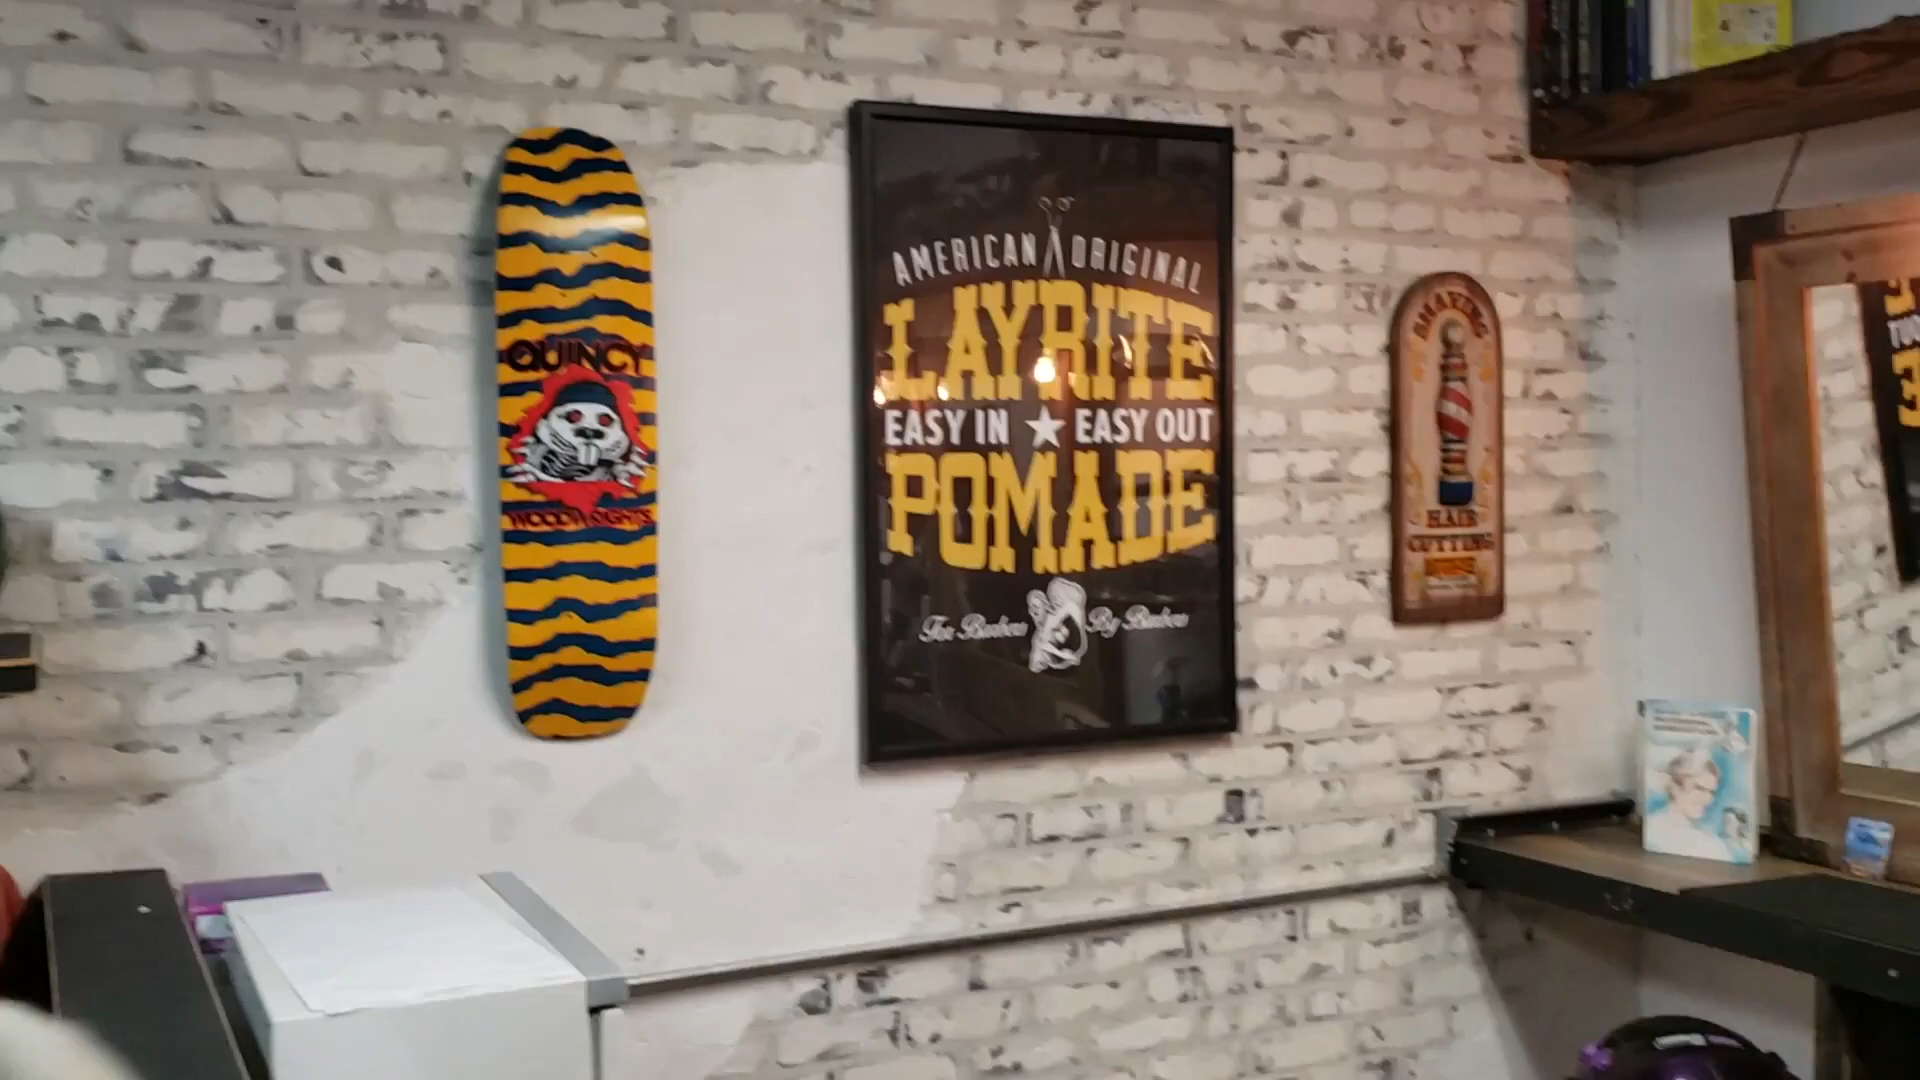 QUINCY
WOODWRIGHTS
AMERICAN ORIGINAL
LAYRITE
EASY IN ★ EASY OUT
POMADE
For Barbers By Barbers
SHAVING
HAIR
CUTTING